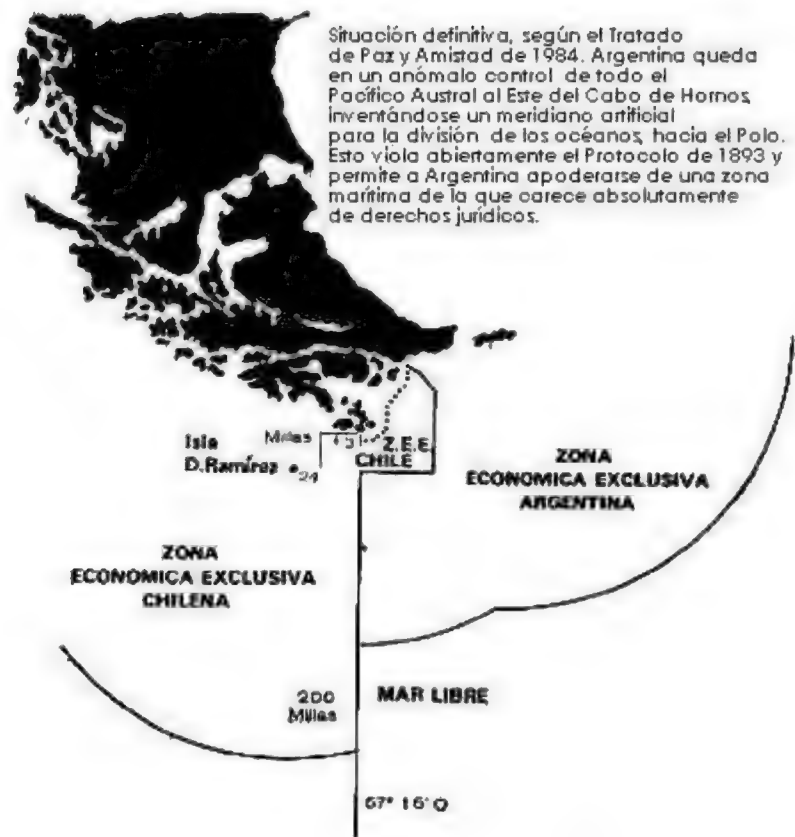 Situación definitiva, según el Tratado
de Paz y Amistad de 1984. Argentina queda
en un anómalo control de todo el
Pacífico Austral al Este del Cabo de Hornos,
inventándose un meridiano artificial
para la división de los océanos, hacia el Polo.
Esto viola abiertamente el Protocolo de 1893 y
permite a Argentina apoderarse de una zona
marítima de la que carece absolutamente
de derechos jurídicos.
Isla
D.Ramírez
Millas
24
Z.E.E.
CHILE
ZONA
ECONOMICA EXCLUSIVA
ARGENTINA
ZONA
ECONOMICA EXCLUSIVA
CHILENA
200
Millas
MAR LIBRE
67° 16' O